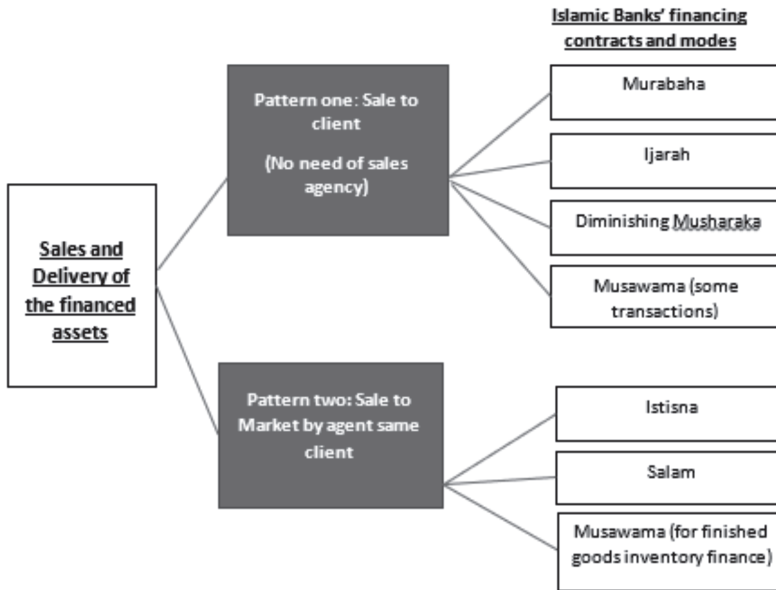 Islamic Banks' financing
contracts and modes
Sales and
Delivery of
the financed
assets
Pattern one: Sale to
client
(No need of sales
agency)
Murabaha
Ijarah
Diminishing Musharaka
Musawama (some
transactions)
Pattern two: Sale to
Market by agent same
client
Istisna
Salam
Musawama (for finished
goods inventory finance)